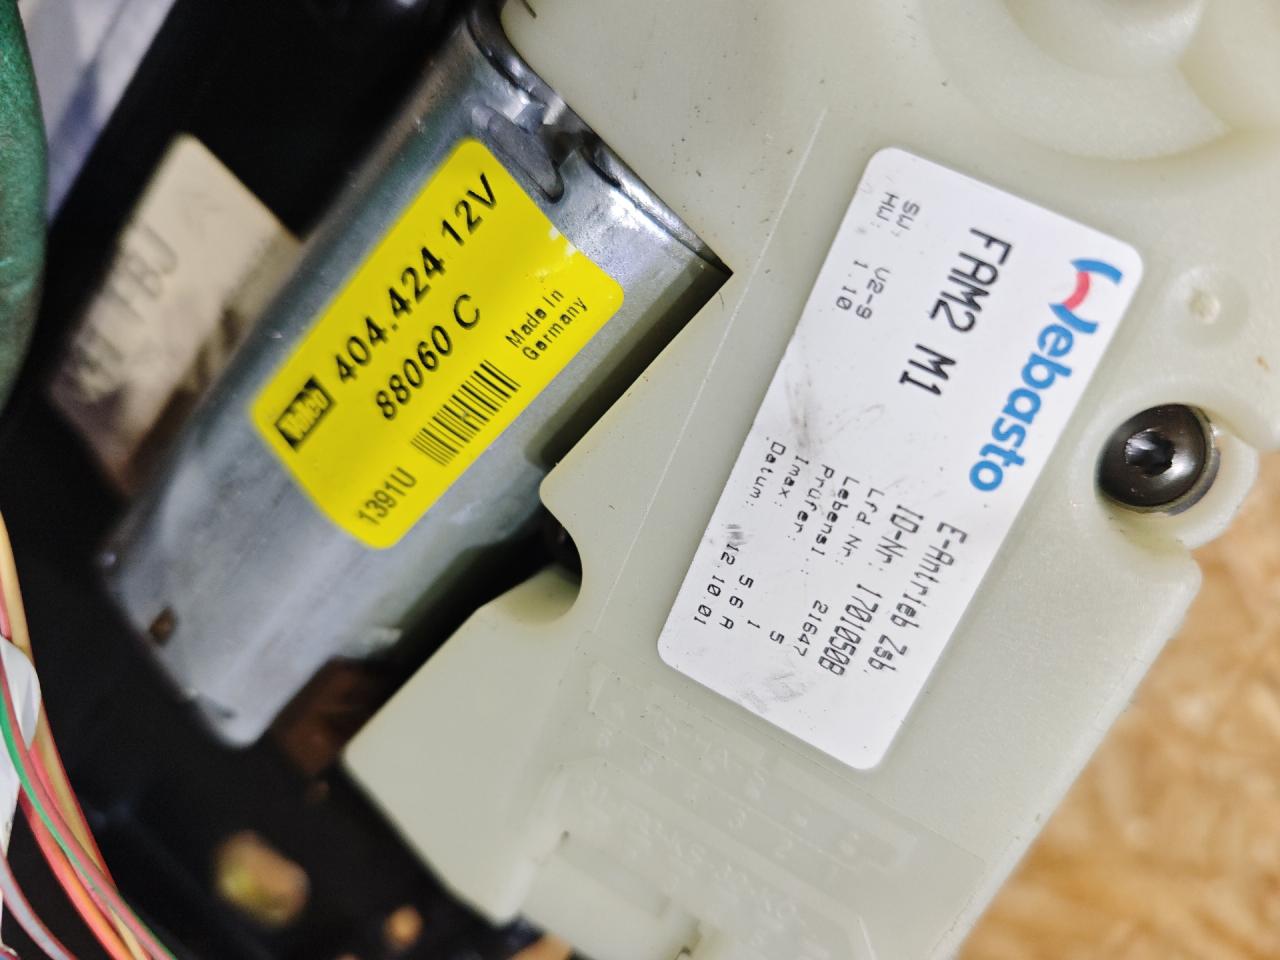 Valeo
404.424 12V
88060 C
Made in
Germany
1391U
Webasto
FAM2 M1
SW: V2-9
HW: 1.10
E-Antrieb Zsb.
ID-Nr: 1701050B
Lfd.Nr: 21647
Lebensl.: 5
Prüfer: 1
Imax: 5.6 A
Datum: 12.10.01